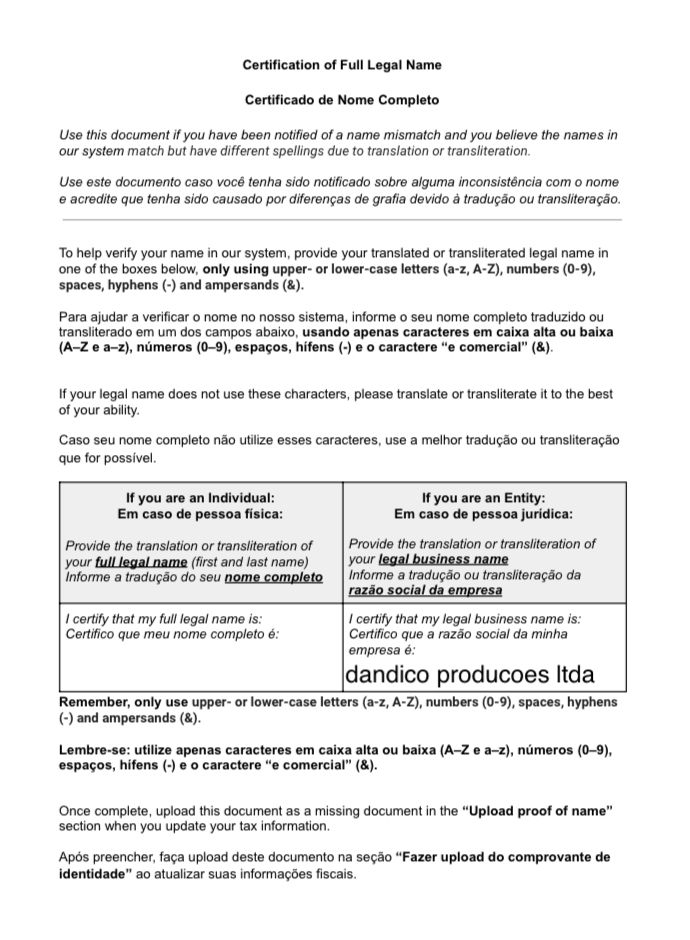 Certification of Full Legal Name
Certificado de Nome Completo
Use this document if you have been notified of a name mismatch and you believe the names in
our system match but have different spellings due to translation or transliteration.
Use este documento caso você tenha sido notificado sobre alguma inconsistência com o nome
e acredite que tenha sido causado por diferenças de grafia devido à tradução ou transliteração.
To help verify your name in our system, provide your translated or transliterated legal name in
one of the boxes below, only using upper- or lower-case letters (a-z, A-Z), numbers (0-9),
spaces, hyphens (-) and ampersands (&).
Para ajudar a verificar o nome no nosso sistema, informe o seu nome completo traduzido ou
transliterado em um dos campos abaixo, usando apenas caracteres em caixa alta ou baixa
(A–Z e a–z), números (0–9), espaços, hífens (-) e o caractere “e comercial” (&).
If your legal name does not use these characters, please translate or transliterate it to the best
of your ability.
Caso seu nome completo não utilize esses caracteres, use a melhor tradução ou transliteração
que for possível.
If you are an Individual:
Em caso de pessoa física:
Provide the translation or transliteration of
your full legal name (first and last name)
Informe a tradução do seu nome completo
If you are an Entity:
Em caso de pessoa jurídica:
Provide the translation or transliteration of
your legal business name
Informe a tradução ou transliteração da
razão social da empresa
I certify that my full legal name is:
Certifico que meu nome completo é:
I certify that my legal business name is:
Certifico que a razão social da minha
empresa é:
dandico producoes ltda
Remember, only use upper- or lower-case letters (a-z, A-Z), numbers (0-9), spaces, hyphens
(-) and ampersands (&).
Lembre-se: utilize apenas caracteres em caixa alta ou baixa (A–Z e a–z), números (0–9),
espaços, hífens (-) e o caractere “e comercial” (&).
Once complete, upload this document as a missing document in the “Upload proof of name”
section when you update your tax information.
Após preencher, faça upload deste documento na seção “Fazer upload do comprovante de
identidade” ao atualizar suas informações fiscais.